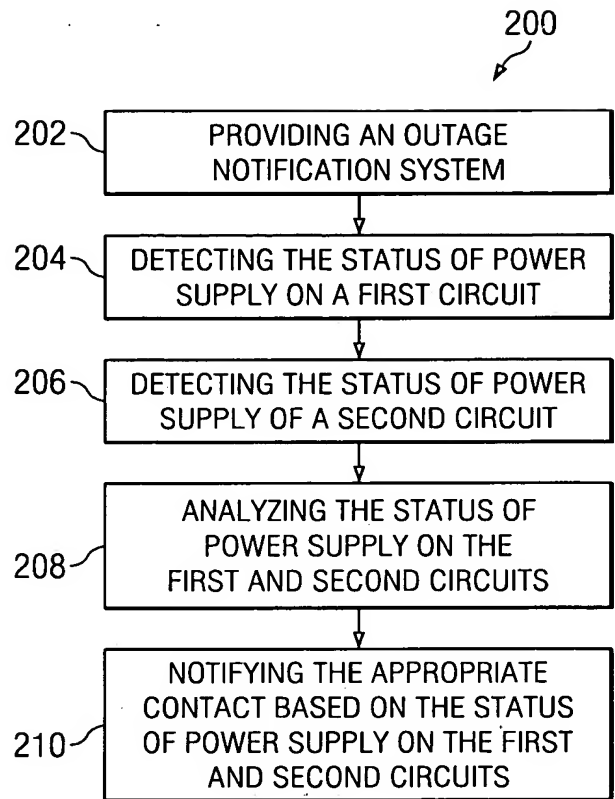 200
202
PROVIDING AN OUTAGE
NOTIFICATION SYSTEM
204
DETECTING THE STATUS OF POWER
SUPPLY ON A FIRST CIRCUIT
206
DETECTING THE STATUS OF POWER
SUPPLY OF A SECOND CIRCUIT
208
ANALYZING THE STATUS OF
POWER SUPPLY ON THE
FIRST AND SECOND CIRCUITS
210
NOTIFYING THE APPROPRIATE
CONTACT BASED ON THE STATUS
OF POWER SUPPLY ON THE FIRST
AND SECOND CIRCUITS